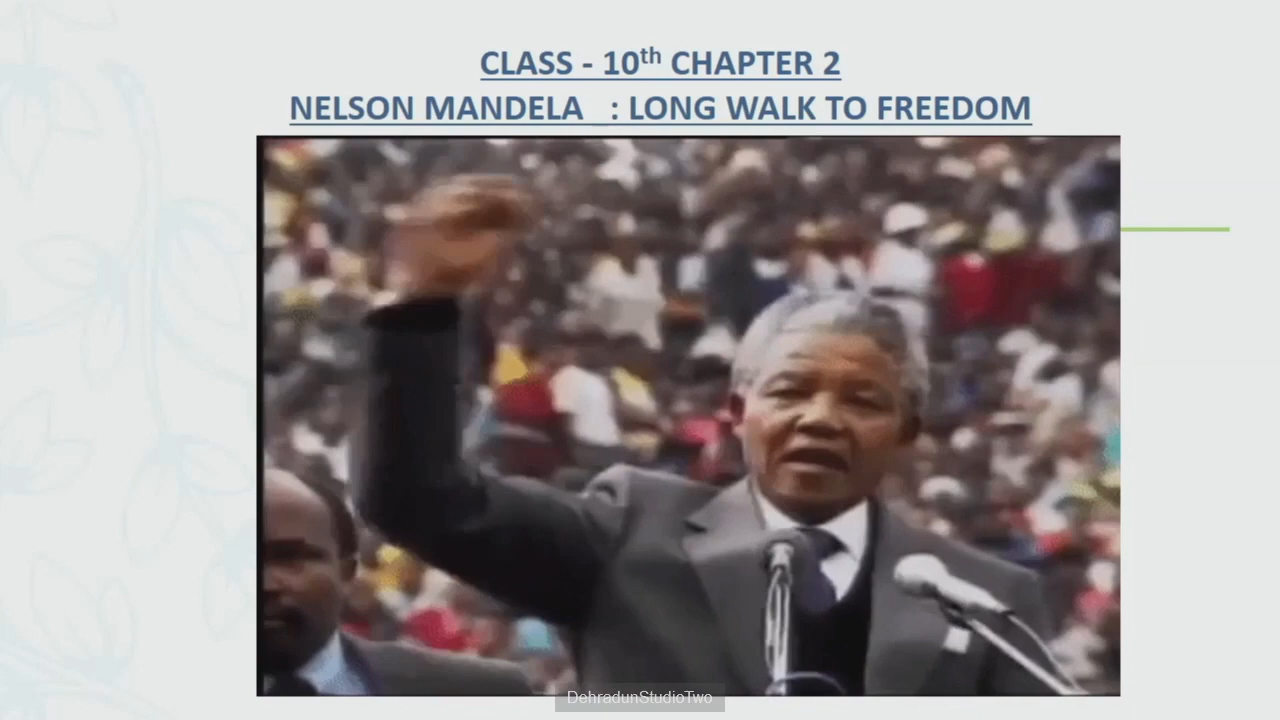 CLASS - 10th CHAPTER 2
NELSON MANDELA _: LONG WALK TO FREEDOM
DehradunStudioTwo